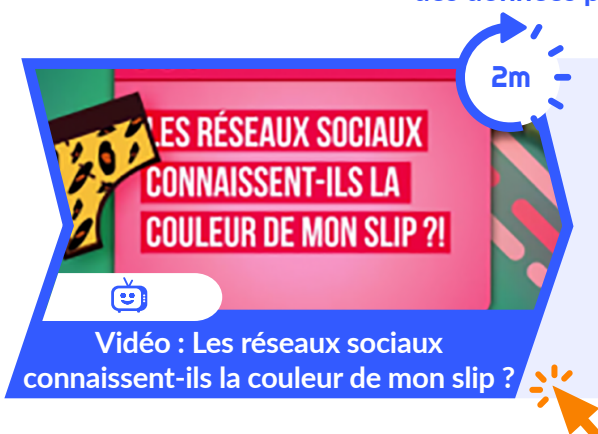 2m
LES RÉSEAUX SOCIAUX
CONNAISSENT-ILS LA
COULEUR DE MON SLIP ?!
Vidéo : Les réseaux sociaux
connaissent-ils la couleur de mon slip ?